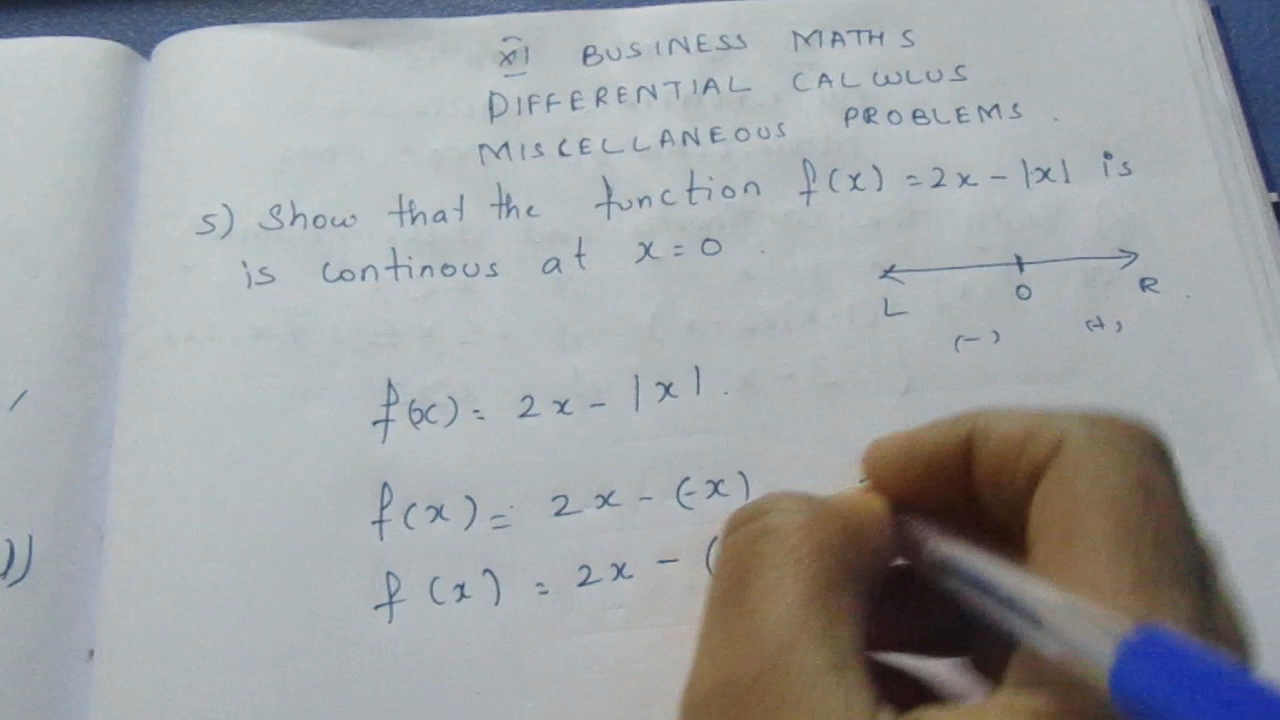 XI BUSINESS MATHS
DIFFERENTIAL CALCULUS
MISCELLANEOUS PROBLEMS.
5) Show that the function f(x) = 2x - |x| is
is continous at x = 0.
L 0 R
(-) (+)
f(x) = 2x - |x|.
f(x) = 2x - (-x)
f(x) = 2x - (